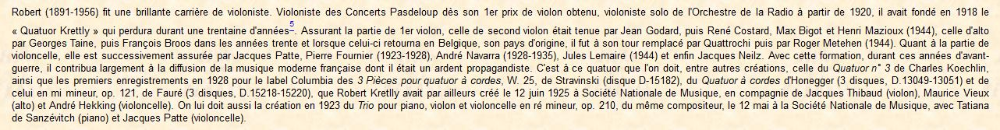 Robert (1891-1956) fit une brillante carrière de violoniste. Violoniste des Concerts Pasdeloup dès son 1er prix de violon obtenu, violoniste solo de l'Orchestre de la Radio à partir de 1920, il avait fondé en 1918 le
« Quatuor Krettly » qui perdura durant une trentaine d'années5. Assurant la partie de 1er violon, celle de second violon était tenue par Jean Godard, puis René Costard, Max Bigot et Henri Mazioux (1944), celle d'alto
par Georges Taine, puis François Broos dans les années trente et lorsque celui-ci retourna en Belgique, son pays d'origine, il fut à son tour remplacé par Quattrochi puis par Roger Metehen (1944). Quant à la partie de
violoncelle, elle est successivement assurée par Jacques Patte, Pierre Fournier (1923-1928), André Navarra (1928-1935), Jules Lemaire (1944) et enfin Jacques Neilz. Avec cette formation, durant ces années d'avant-
guerre, il contribua largement à la diffusion de la musique moderne française dont il était un ardent propagandiste. C'est à ce quatuor que l'on doit, entre autres créations, celle du Quatuor n° 3 de Charles Koechlin,
ainsi que les premiers enregistrements en 1928 pour le label Columbia des 3 Pièces pour quatuor à cordes, W. 25, de Stravinski (disque D-15182), du Quatuor à cordes d'Honegger (3 disques, D.13049-13051) et de
celui en mi mineur, op. 121, de Fauré (3 disques, D.15218-15220), que Robert Kretlly avait par ailleurs créé le 12 juin 1925 à Société Nationale de Musique, en compagnie de Jacques Thibaud (violon), Maurice Vieux
(alto) et André Hekking (violoncelle). On lui doit aussi la création en 1923 du Trio pour piano, violon et violoncelle en ré mineur, op. 210, du même compositeur, le 12 mai à la Société Nationale de Musique, avec Tatiana
de Sanzévitch (piano) et Jacques Patte (violoncelle).